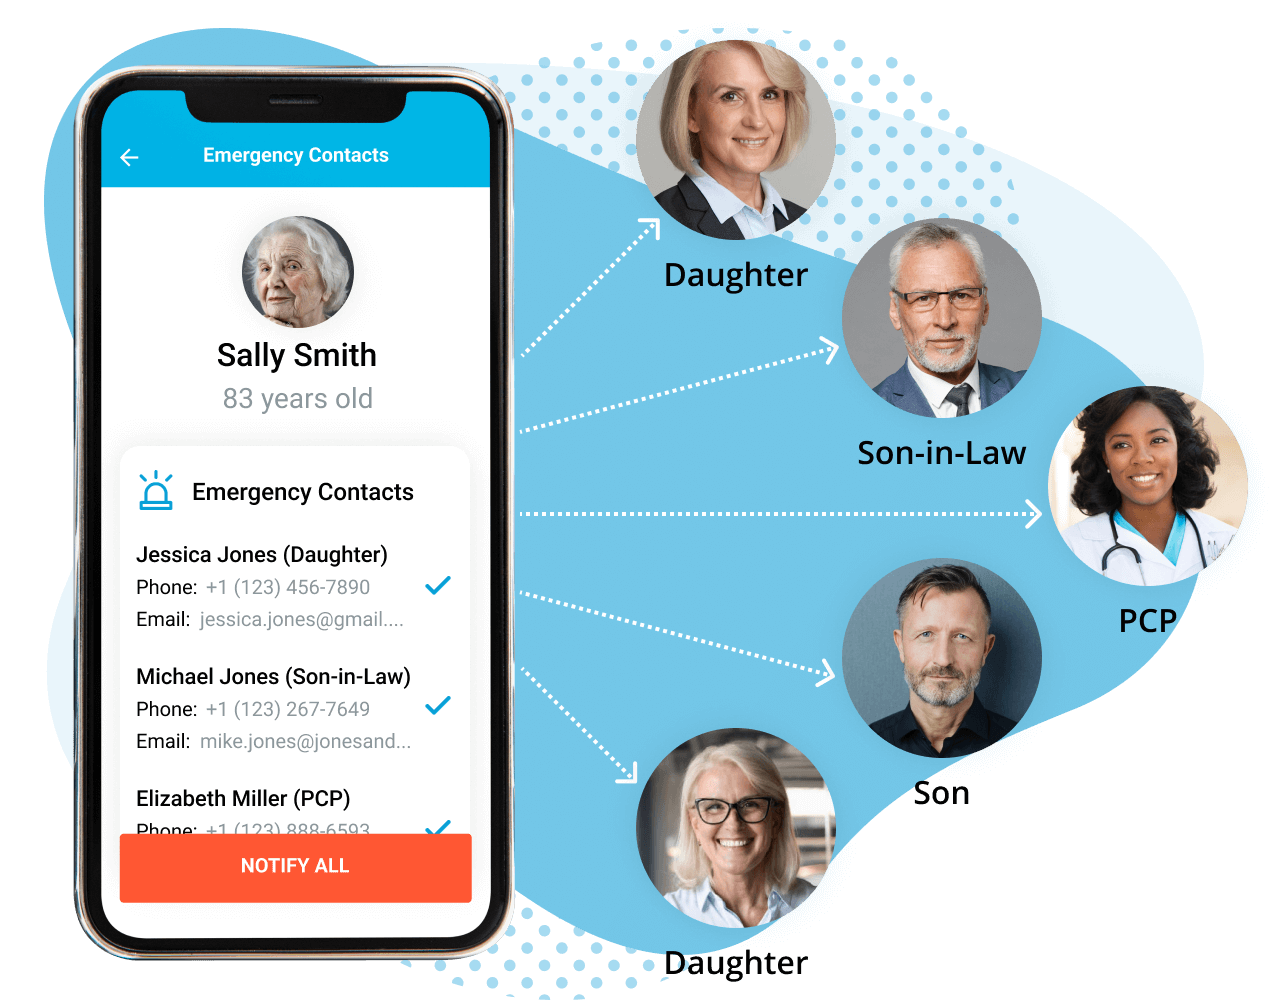 Emergency Contacts
Sally Smith
83 years old
Emergency Contacts
Jessica Jones (Daughter)
Phone: +1 (123) 456-7890
Email: jessica.jones@gmail....
Michael Jones (Son-in-Law)
Phone: +1 (123) 267-7649
Email: mike.jones@jonesand...
Elizabeth Miller (PCP)
Phone: +1 (123) 888-6593
NOTIFY ALL
Daughter
Son-in-Law
PCP
Son
Daughter